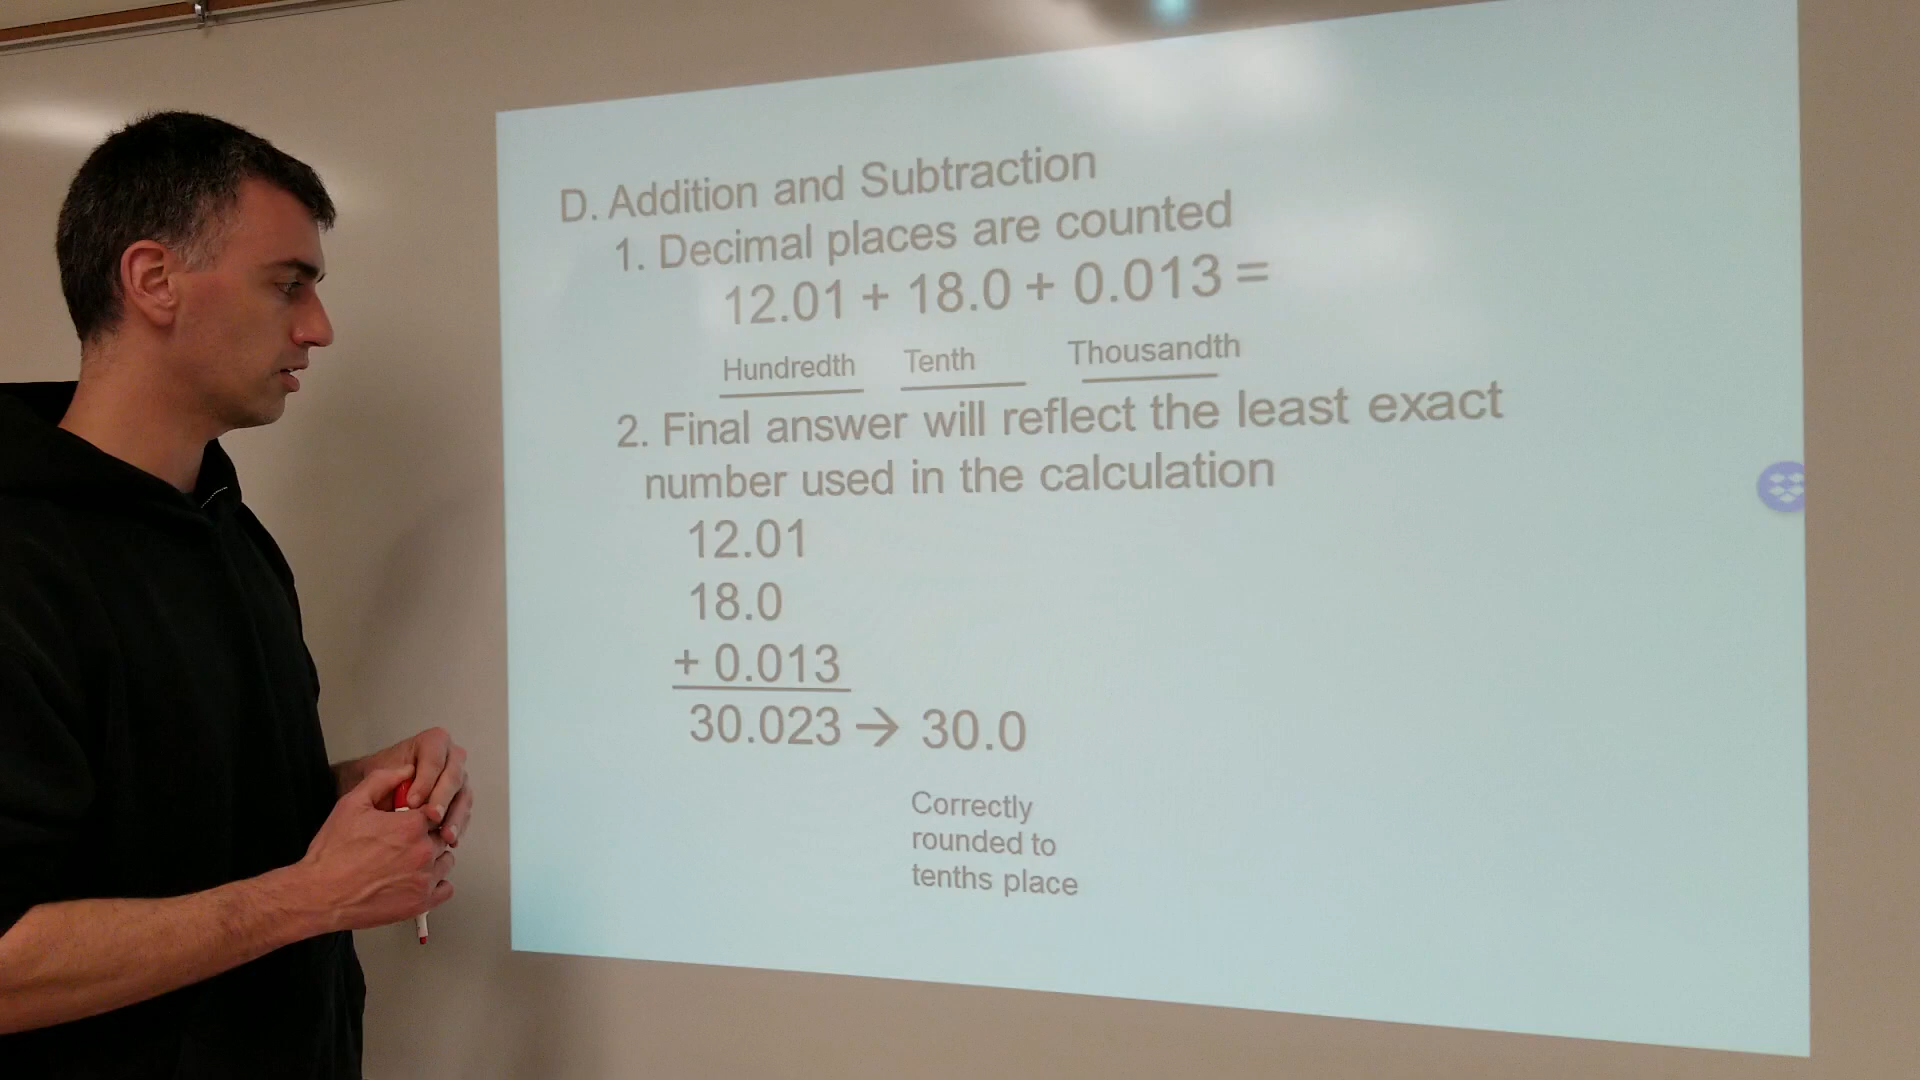 D. Addition and Subtraction
1. Decimal places are counted
12.01 + 18.0 + 0.013 =
Hundredth Tenth Thousandth
2. Final answer will reflect the least exact
number used in the calculation
12.01
18.0
+ 0.013
30.023 → 30.0
Correctly
rounded to
tenths place